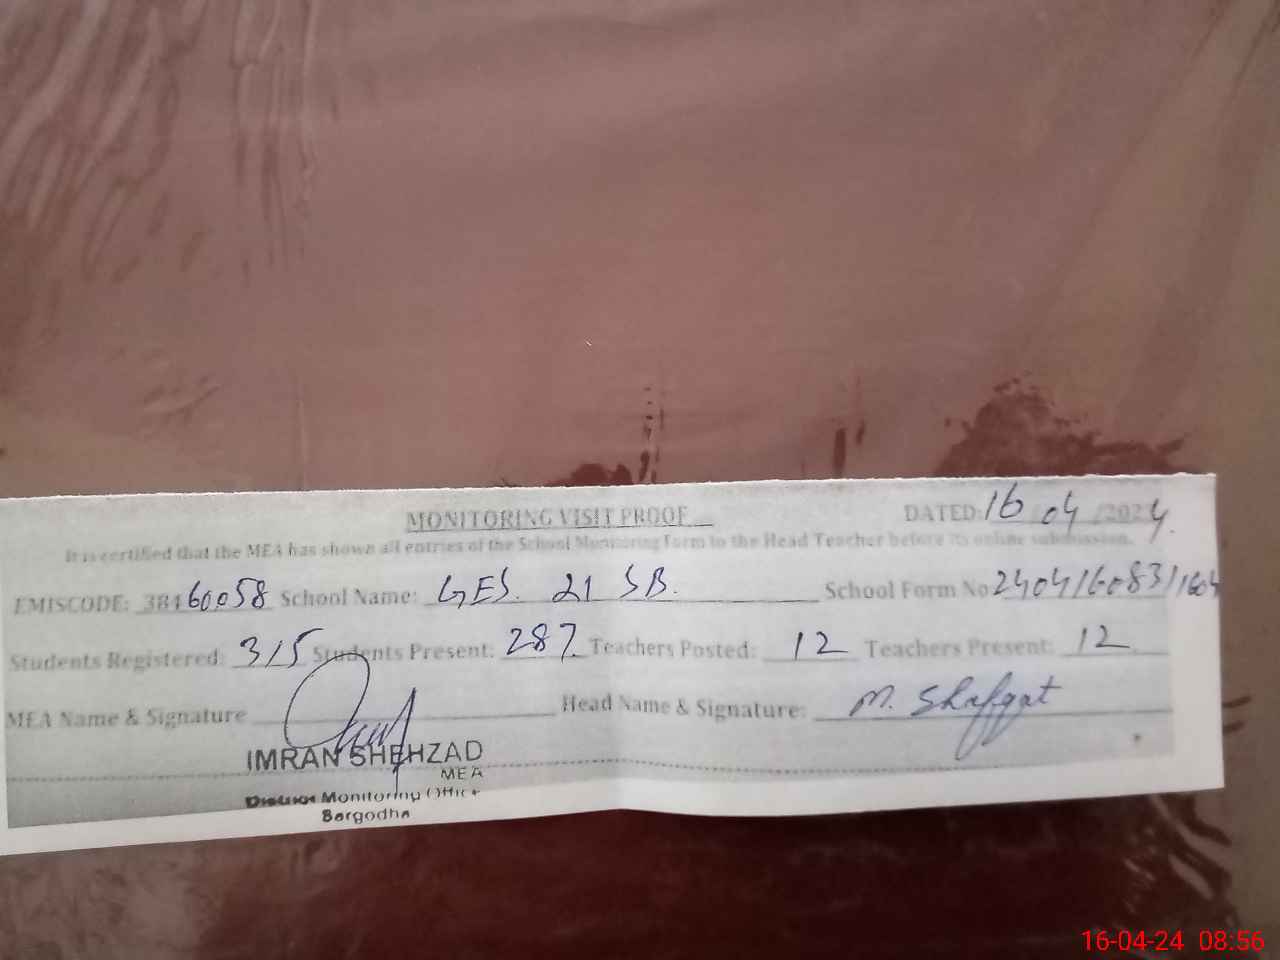 MONITORING VISIT PROOF DATED: 16/04/2024.
It is certified that the MEA has shown all entries of the School Monitoring Form to the Head Teacher before its online submission.
EMISCODE: 38460058 School Name: GES. 21 SB. School Form No 240416083/1604
Students Registered: 315 Students Present: 287 Teachers Posted: 12 Teachers Present: 12
MEA Name & Signature Head Name & Signature: M. Shafqat
IMRAN SHEHZAD
MEA
District Monitoring Office
Sargodha
16-04-24 08:56